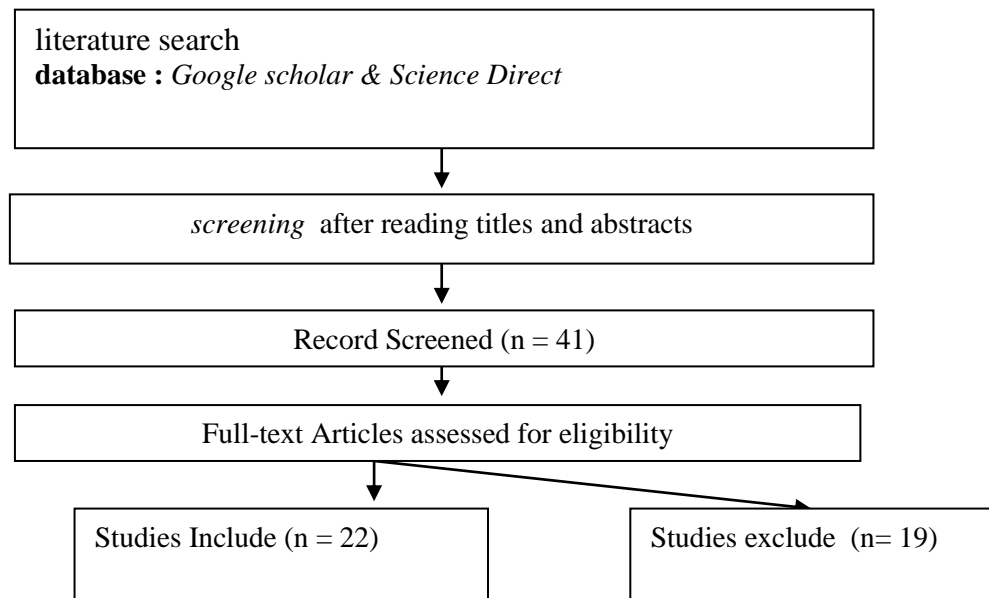 literature search
database : Google scholar & Science Direct
screening after reading titles and abstracts
Record Screened (n = 41)
Full-text Articles assessed for eligibility
Studies Include (n = 22)
Studies exclude (n= 19)